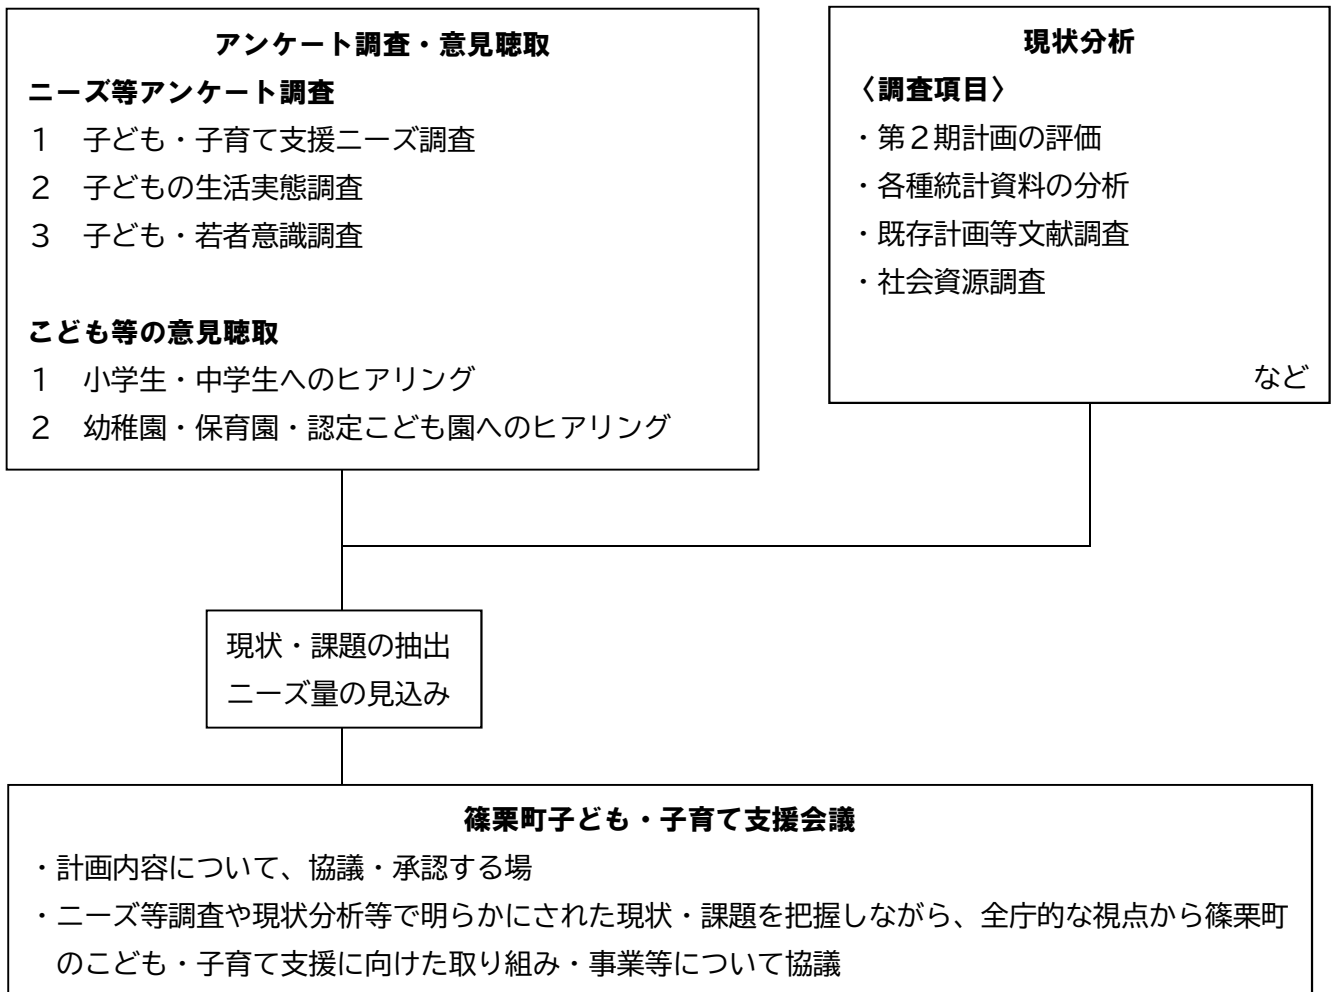 アンケート調査・意見聴取
ニーズ等アンケート調査
1 子ども・子育て支援ニーズ調査
2 子どもの生活実態調査
3 子ども・若者意識調査
こども等の意見聴取
1 小学生・中学生へのヒアリング
2 幼稚園・保育園・認定こども園へのヒアリング
現状分析
〈調査項目〉
・第2期計画の評価
・各種統計資料の分析
・既存計画等文献調査
・社会資源調査
など
現状・課題の抽出
ニーズ量の見込み
篠栗町子ども・子育て支援会議
・計画内容について、協議・承認する場
・ニーズ等調査や現状分析等で明らかにされた現状・課題を把握しながら、全庁的な視点から篠栗町
のこども・子育て支援に向けた取り組み・事業等について協議